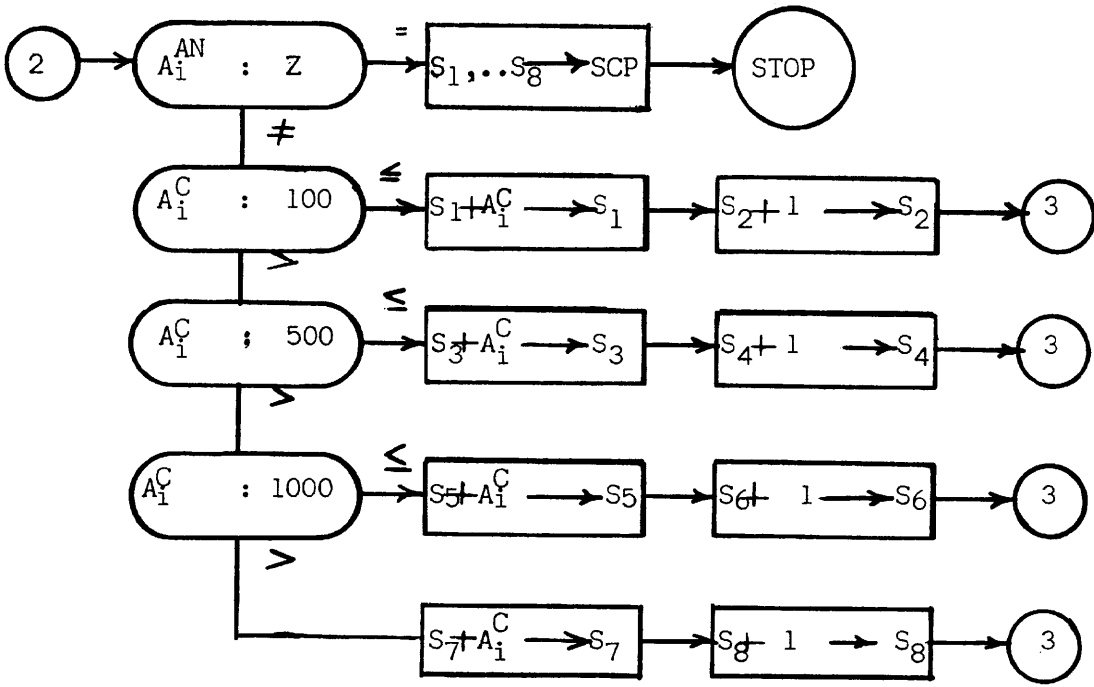 2 A_i^AN : Z = S_1,..S_8 → SCP STOP
≠
A_i^C : 100 ≤ S_1+A_i^C → S_1 S_2+ 1 → S_2 3
>
A_i^C ; 500 ≤ S_3+A_i^C → S_3 S_4+ 1 → S_4 3
>
A_i^C : 1000 ≤ S_5+A_i^C → S_5 S_6+ 1 → S_6 3
>
S_7+A_i^C → S_7 S_8+ 1 → S_8 3